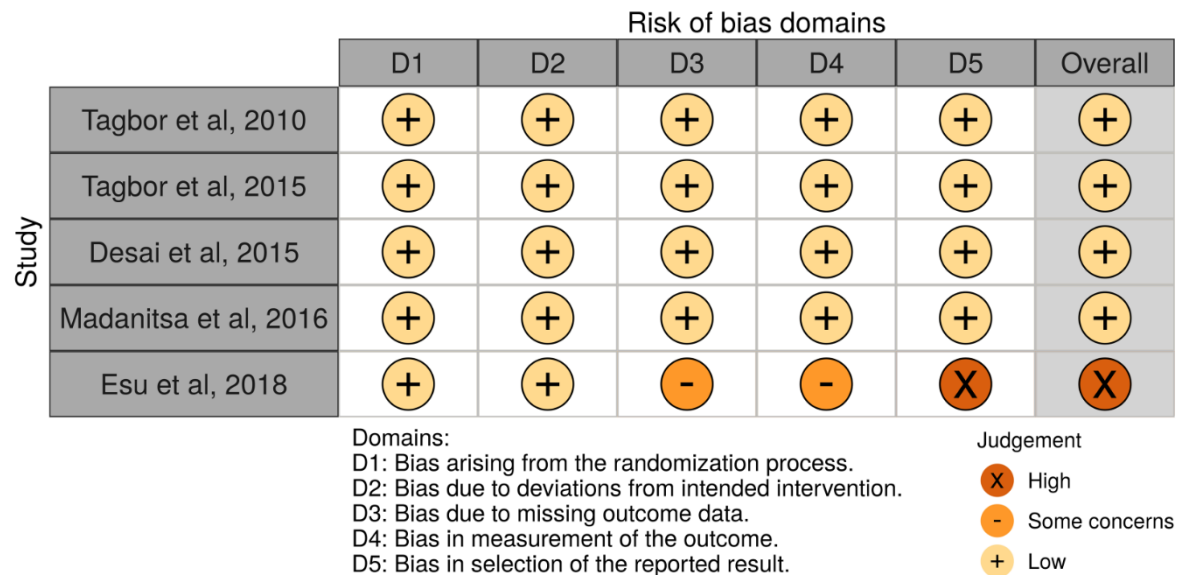 Risk of bias domains
D1 D2 D3 D4 D5 Overall
Study
Tagbor et al, 2010 + + + + + +
Tagbor et al, 2015 + + + + + +
Desai et al, 2015 + + + + + +
Madanitsa et al, 2016 + + + + + +
Esu et al, 2018 + + - - X X
Domains:
D1: Bias arising from the randomization process.
D2: Bias due to deviations from intended intervention.
D3: Bias due to missing outcome data.
D4: Bias in measurement of the outcome.
D5: Bias in selection of the reported result.
Judgement
X High
- Some concerns
+ Low